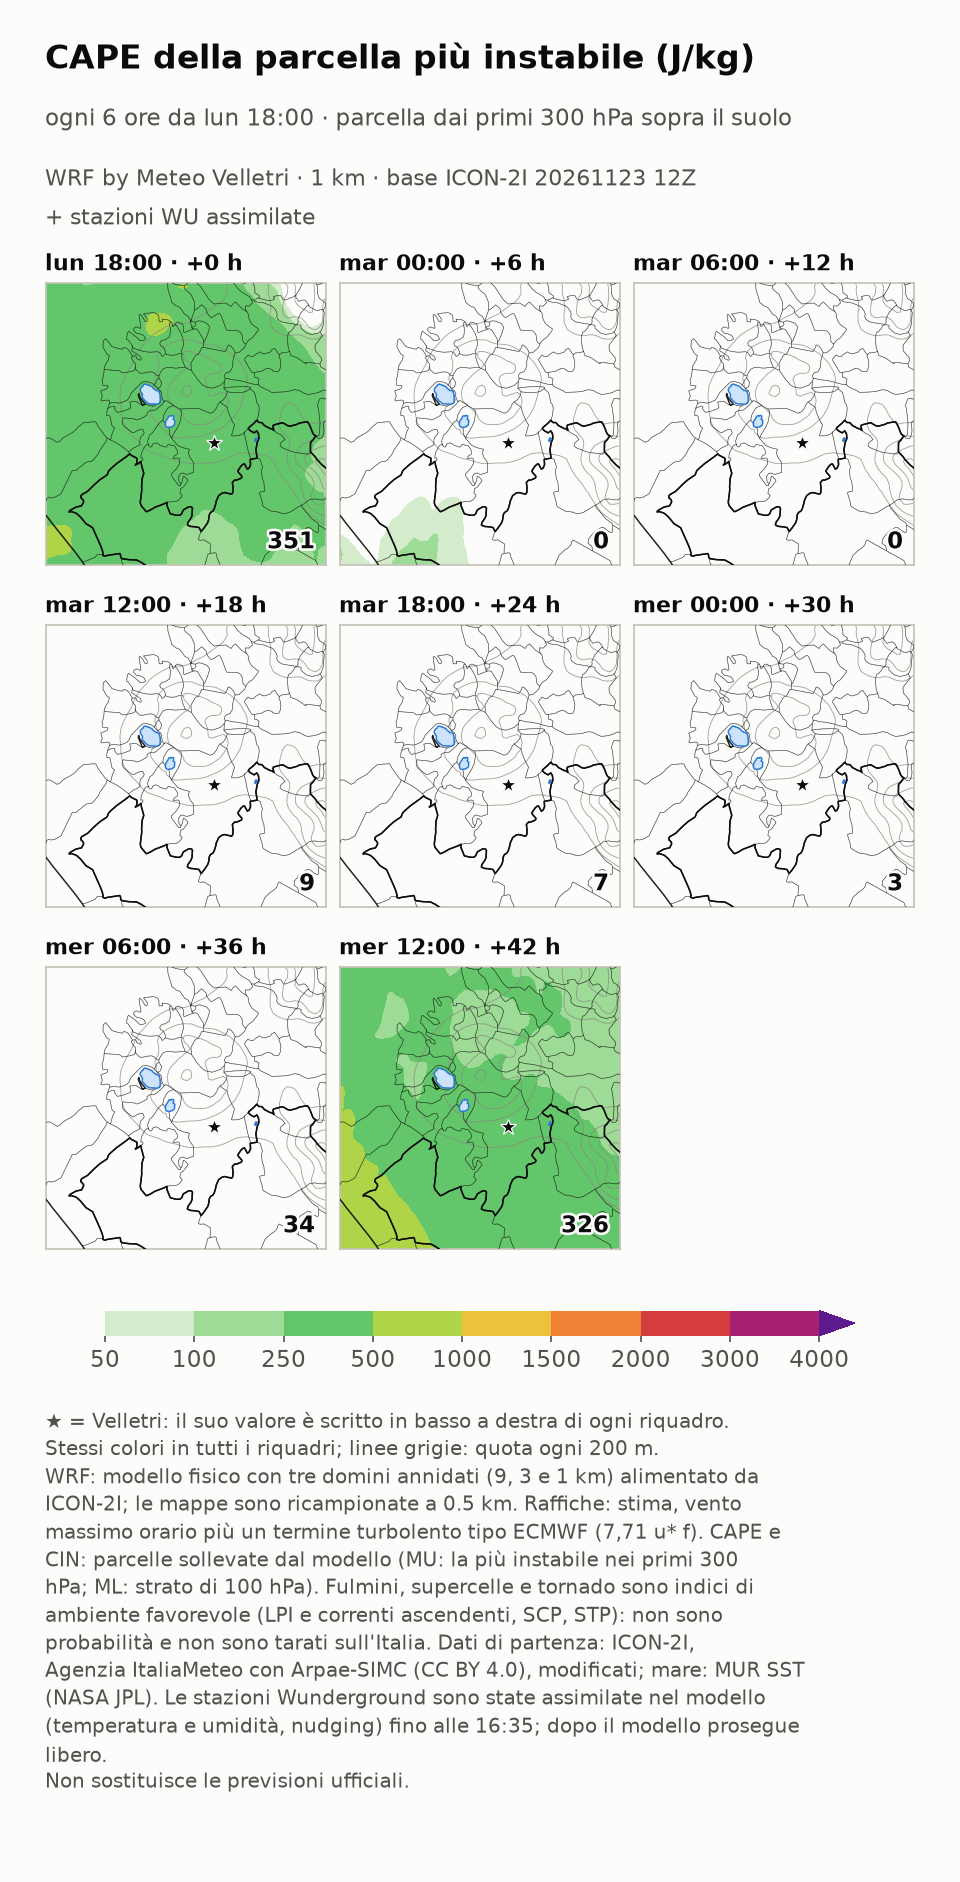 CAPE della parcella più instabile (J/kg)
ogni 6 ore da lun 18:00 · parcella dai primi 300 hPa sopra il suolo
WRF by Meteo Velletri · 1 km · base ICON-2I 20261123 12Z
+ stazioni WU assimilate
lun 18:00 · +0 h
mar 00:00 · +6 h
mar 06:00 · +12 h
351
0
0
mar 12:00 · +18 h
mar 18:00 · +24 h
mer 00:00 · +30 h
9
7
3
mer 06:00 · +36 h
mer 12:00 · +42 h
34
326
50 100 250 500 1000 1500 2000 3000 4000
★ = Velletri: il suo valore è scritto in basso a destra di ogni riquadro.
Stessi colori in tutti i riquadri; linee grigie: quota ogni 200 m.
WRF: modello fisico con tre domini annidati (9, 3 e 1 km) alimentato da
ICON-2I; le mappe sono ricampionate a 0.5 km. Raffiche: stima, vento
massimo orario più un termine turbolento tipo ECMWF (7,71 u* f). CAPE e
CIN: parcelle sollevate dal modello (MU: la più instabile nei primi 300
hPa; ML: strato di 100 hPa). Fulmini, supercelle e tornado sono indici di
ambiente favorevole (LPI e correnti ascendenti, SCP, STP): non sono
probabilità e non sono tarati sull'Italia. Dati di partenza: ICON-2I,
Agenzia ItaliaMeteo con Arpae-SIMC (CC BY 4.0), modificati; mare: MUR SST
(NASA JPL). Le stazioni Wunderground sono state assimilate nel modello
(temperatura e umidità, nudging) fino alle 16:35; dopo il modello prosegue
libero.
Non sostituisce le previsioni ufficiali.